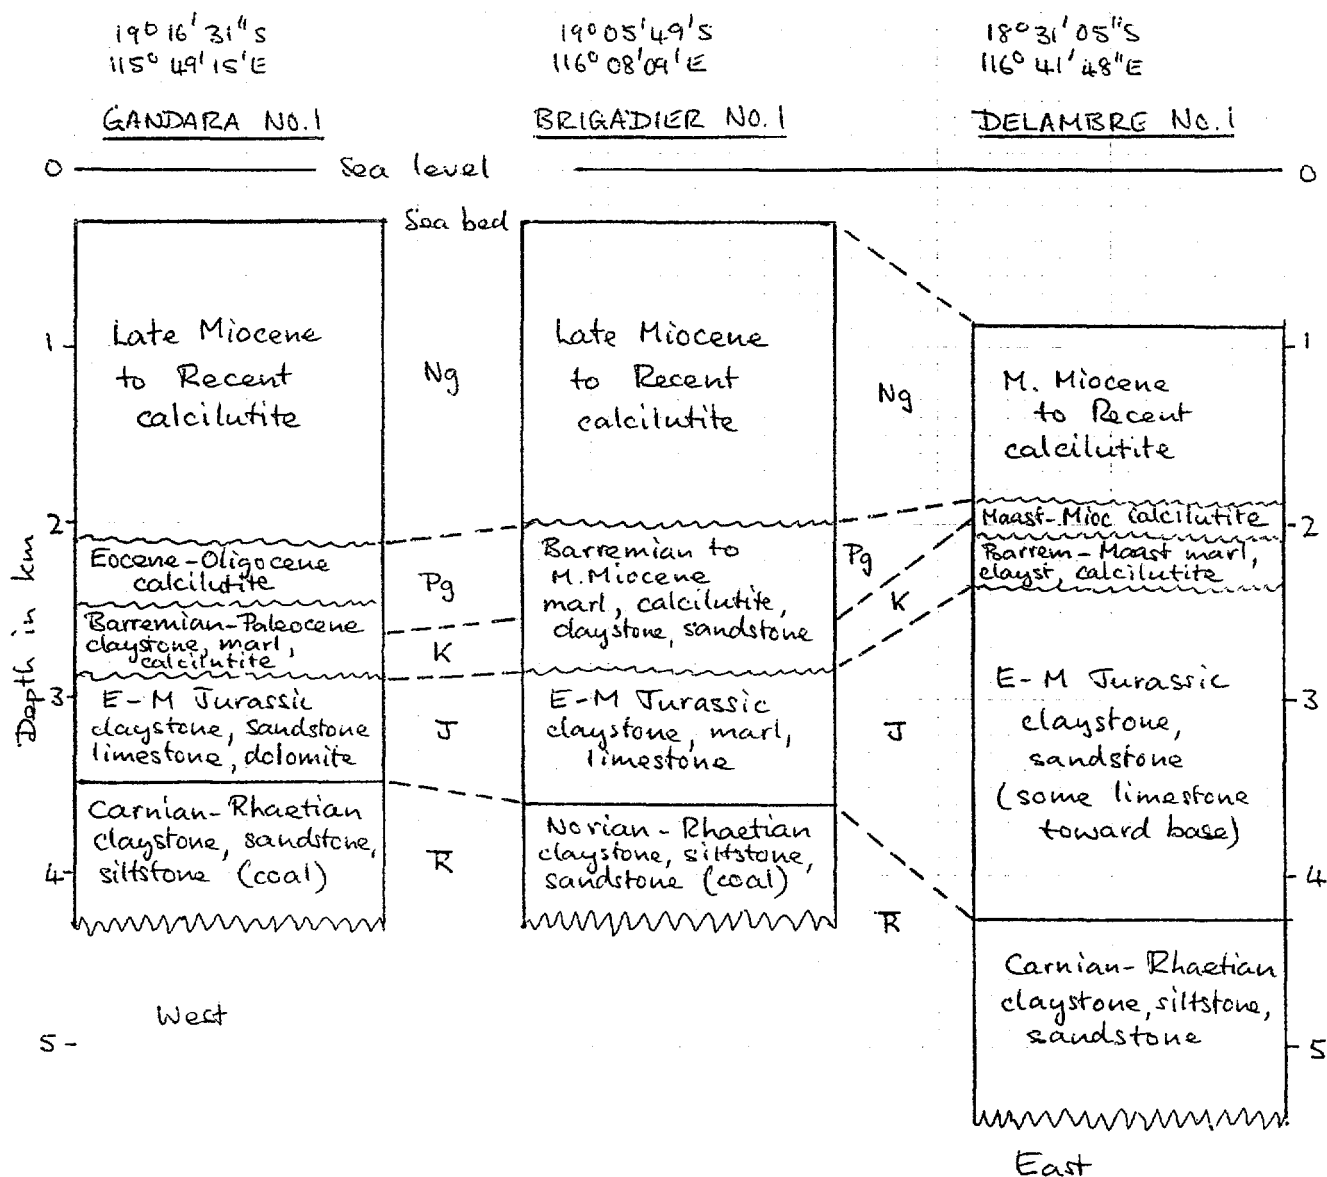 19° 16' 31" S
115° 49' 15' E
GANDARA NO.1
19° 05' 49' S
116° 08' 09' E
BRIGADIER NO.1
18° 31' 05" S
116° 41' 48" E
DELAMBRE No.1
0
Sea level
0
Sea bed
Depth in km
1
2
3
4
5
Late Miocene
to Recent
calcilutite
Eocene-Oligocene
calcilutite
Barremian-Paleocene
claystone, marl,
calcilutite
E-M Jurassic
claystone, sandstone
limestone, dolomite
Carnian-Rhaetian
claystone, sandstone,
siltstone (coal)
West
Ng
Pg
K
J
R
Late Miocene
to Recent
calcilutite
Barremian to
M.Miocene
marl, calcilutite,
claystone, sandstone
E-M Jurassic
claystone, marl,
limestone
Norian-Rhaetian
claystone, siltstone,
sandstone (coal)
Ng
Pg
K
J
R
M. Miocene
to Recent
calcilutite
Maast-Mioc calcilutite
Barrem-Maast marl,
clayst, calcilutite
E-M Jurassic
claystone,
sandstone
(some limestone
toward base)
Carnian-Rhaetian
claystone, siltstone,
sandstone
East
1
2
3
4
5